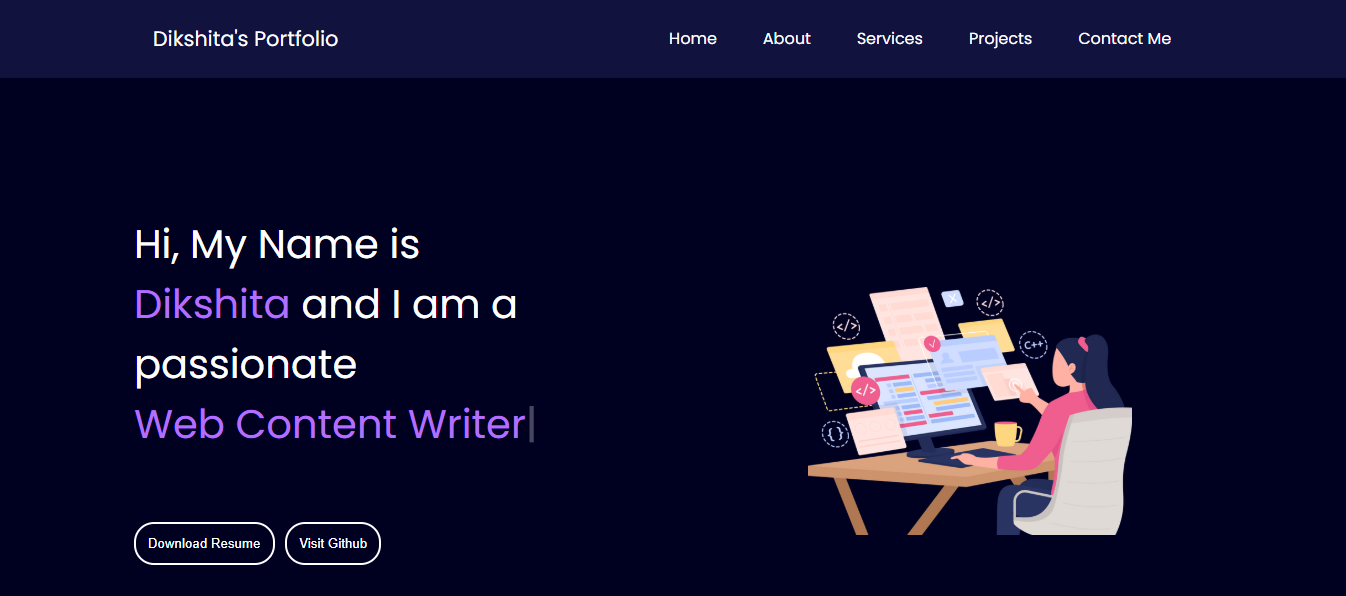 Dikshita's Portfolio
Home About Services Projects Contact Me
Hi, My Name is
Dikshita and I am a
passionate
Web Content Writer|
X
</>
</>
C++
</>
{}
Download Resume Visit Github